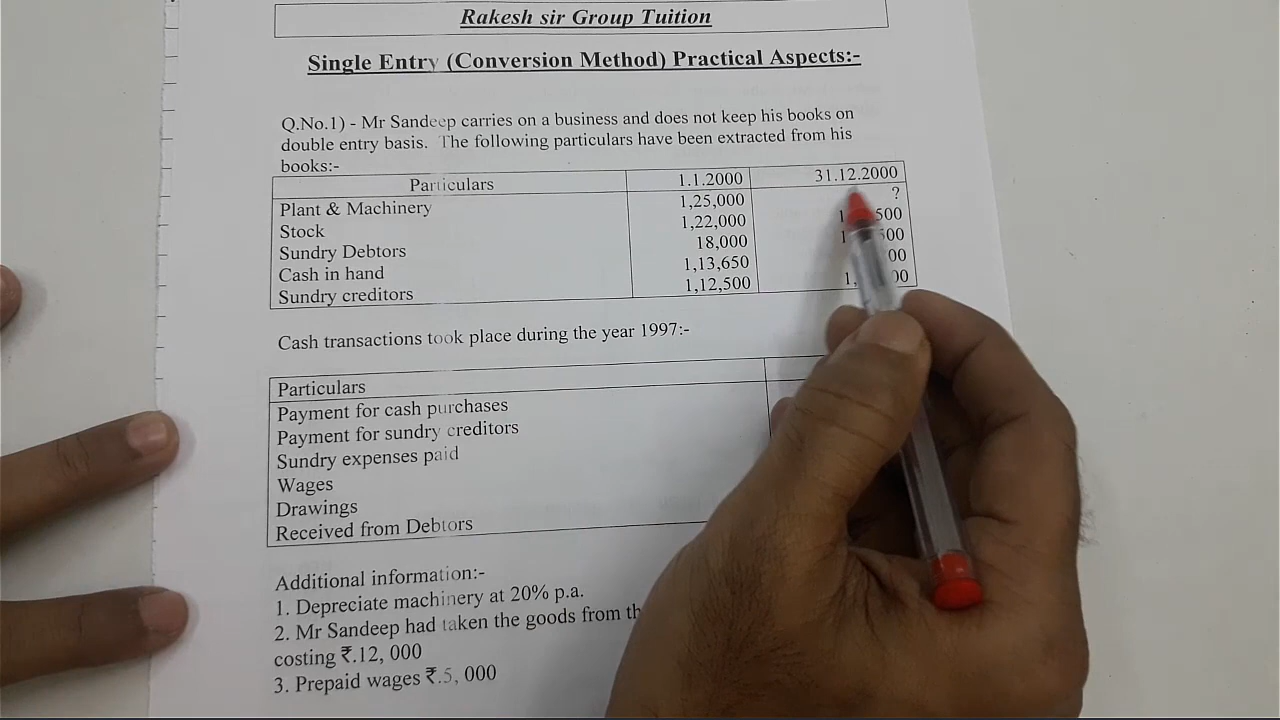 Rakesh sir Group Tuition
Single Entry (Conversion Method) Practical Aspects:-
Q.No.1) - Mr Sandeep carries on a business and does not keep his books on
double entry basis. The following particulars have been extracted from his
books:-
Particulars 1.1.2000 31.12.2000
Plant & Machinery 1,25,000 ?
Stock 1,22,000
Sundry Debtors 18,000
Cash in hand 1,13,650
Sundry creditors 1,12,500
Cash transactions took place during the year 1997:-
Particulars
Payment for cash purchases
Payment for sundry creditors
Sundry expenses paid
Wages
Drawings
Received from Debtors
Additional information:-
1. Depreciate machinery at 20% p.a.
2. Mr Sandeep had taken the goods from
costing ₹.12, 000
3. Prepaid wages ₹.5, 000